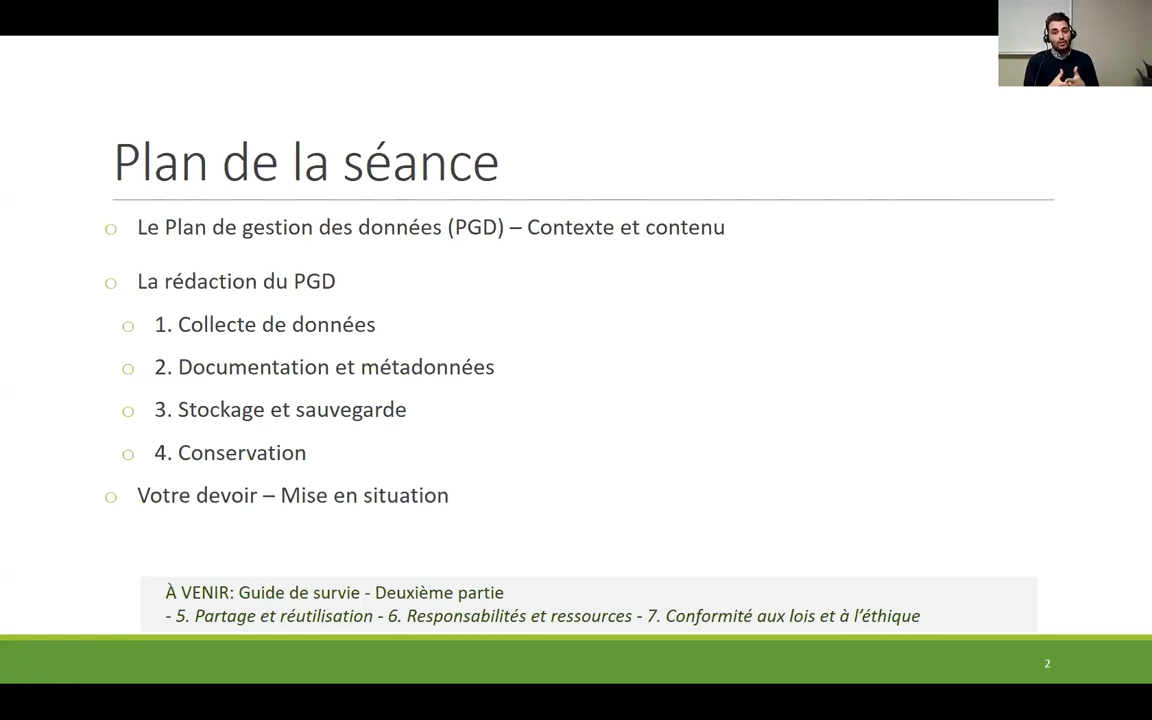 Plan de la séance
o Le Plan de gestion des données (PGD) – Contexte et contenu
o La rédaction du PGD
o 1. Collecte de données
o 2. Documentation et métadonnées
o 3. Stockage et sauvegarde
o 4. Conservation
o Votre devoir – Mise en situation
À VENIR: Guide de survie - Deuxième partie
- 5. Partage et réutilisation - 6. Responsabilités et ressources - 7. Conformité aux lois et à l’éthique
2